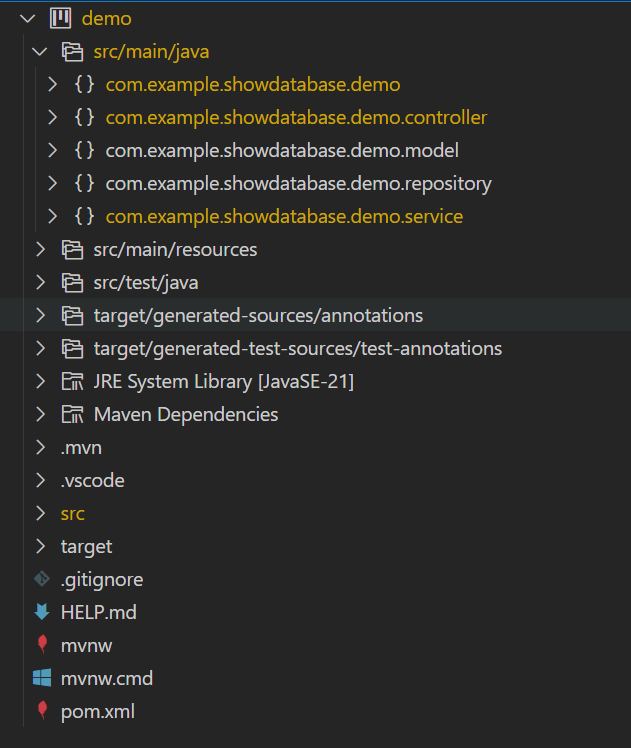 demo
src/main/java
{} com.example.showdatabase.demo
{} com.example.showdatabase.demo.controller
{} com.example.showdatabase.demo.model
{} com.example.showdatabase.demo.repository
{} com.example.showdatabase.demo.service
src/main/resources
src/test/java
target/generated-sources/annotations
target/generated-test-sources/test-annotations
JRE System Library [JavaSE-21]
Maven Dependencies
.mvn
.vscode
src
target
.gitignore
HELP.md
mvnw
mvnw.cmd
pom.xml